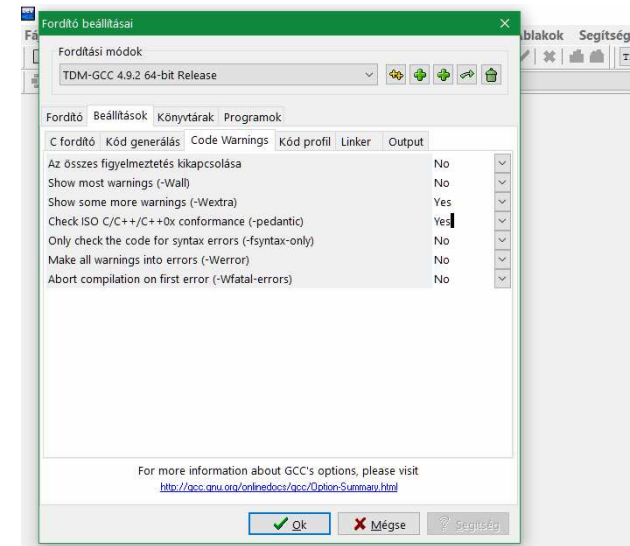 Fordító beállításai
Fá
Ablakok Segítség
Fordítási módok
TDM-GCC 4.9.2 64-bit Release
Fordító Beállítások Könyvtárak Programok
C fordító Kód generálás Code Warnings Kód profil Linker Output
Az összes figyelmeztetés kikapcsolása No
Show most warnings (-Wall) No
Show some more warnings (-Wextra) Yes
Check ISO C/C++/C++0x conformance (-pedantic) Yes
Only check the code for syntax errors (-fsyntax-only) No
Make all warnings into errors (-Werror) No
Abort compilation on first error (-Wfatal-errors) No
For more information about GCC's options, please visit
http://gcc.gnu.org/onlinedocs/gcc/Option-Summary.html
Ok Mégse ? Segítség